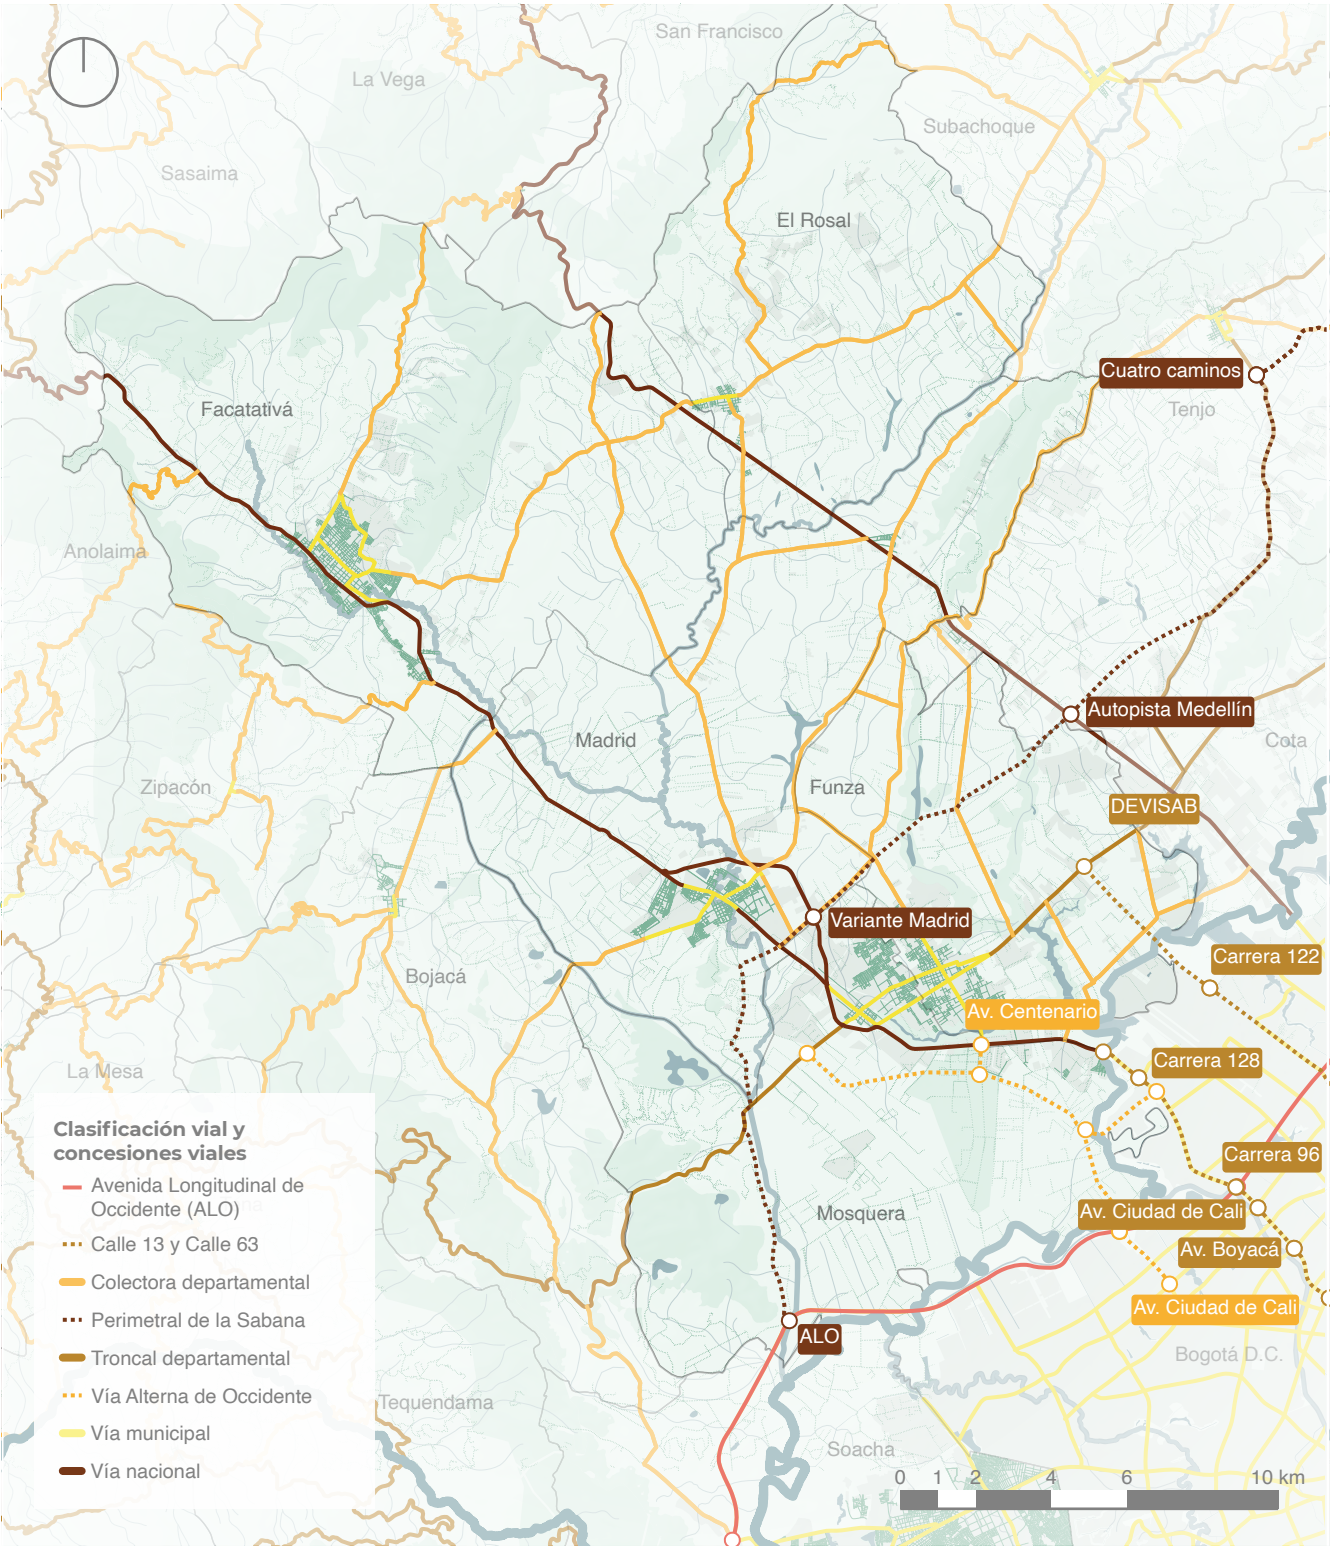 San Francisco
La Vega
Subachoque
Sasaima
El Rosal
Cuatro caminos
Facatativá
Tenjo
Anolaima
Autopista Medellín
Madrid
Cota
Zipacón
Funza
DEVISAB
Variante Madrid
Carrera 122
Bojacá
Av. Centenario
La Mesa
Carrera 128
Clasificación vial y
concesiones viales
Avenida Longitudinal de
Occidente (ALO)
Calle 13 y Calle 63
Colectora departamental
Perimetral de la Sabana
Troncal departamental
Vía Alterna de Occidente
Vía municipal
Vía nacional
Carrera 96
Mosquera
Av. Ciudad de Cali
Av. Boyacá
Av. Ciudad de Cali
ALO
Bogotá D.C.
Tequendama
Soacha
0 1 2 4 6 10 km